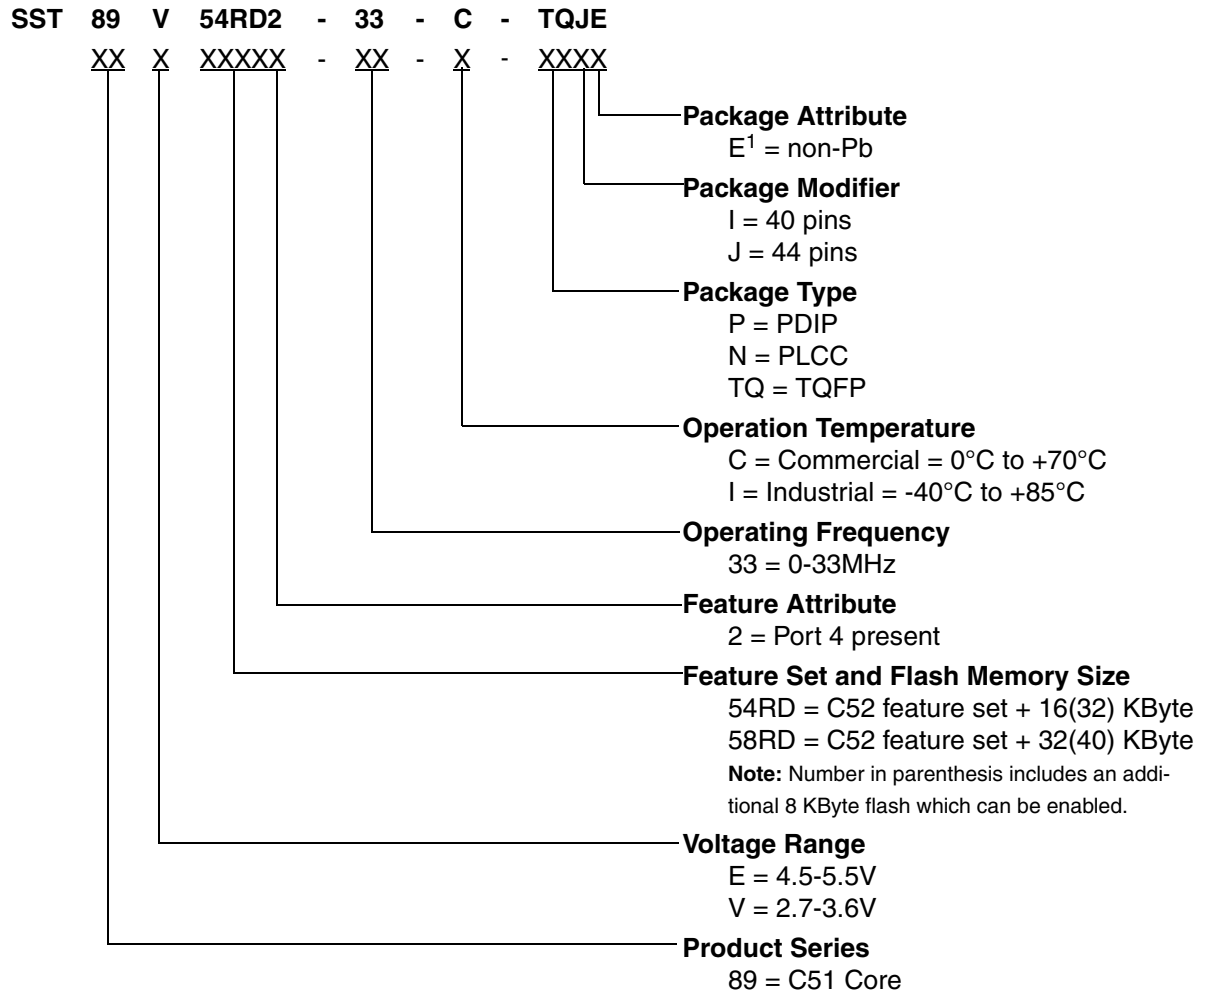 SST 89 V 54RD2 - 33 - C - TQJE
XX X XXXXX - XX - X - XXXX
Package Attribute
E¹ = non-Pb
Package Modifier
I = 40 pins
J = 44 pins
Package Type
P = PDIP
N = PLCC
TQ = TQFP
Operation Temperature
C = Commercial = 0°C to +70°C
I = Industrial = -40°C to +85°C
Operating Frequency
33 = 0-33MHz
Feature Attribute
2 = Port 4 present
Feature Set and Flash Memory Size
54RD = C52 feature set + 16(32) KByte
58RD = C52 feature set + 32(40) KByte
Note: Number in parenthesis includes an addi-
tional 8 KByte flash which can be enabled.
Voltage Range
E = 4.5-5.5V
V = 2.7-3.6V
Product Series
89 = C51 Core